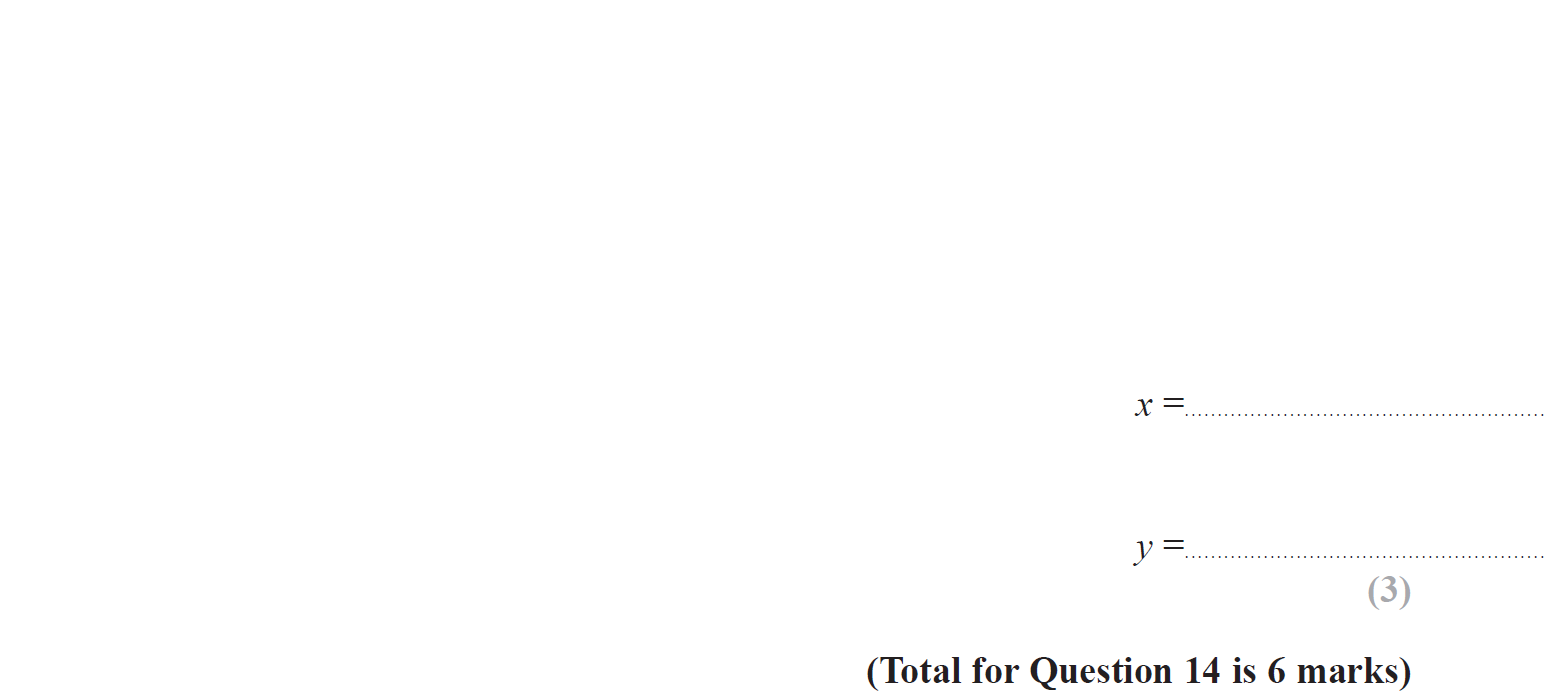 x =........................................................
y =........................................................
(3)
(Total for Question 14 is 6 marks)